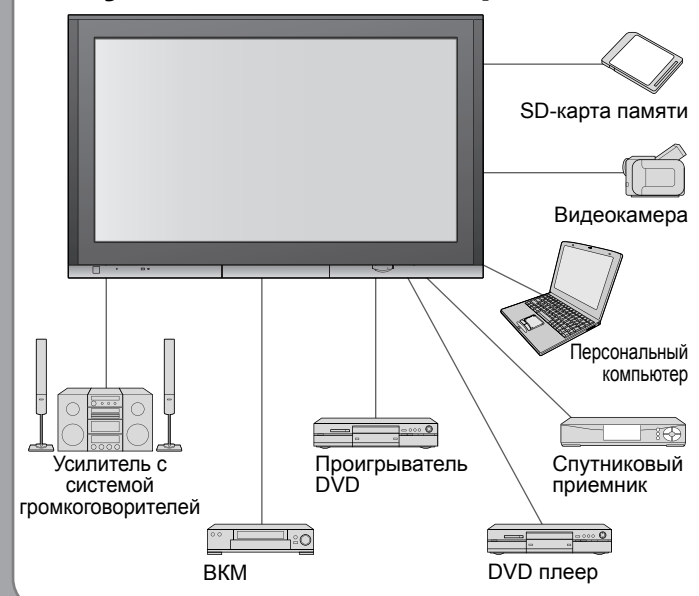 SD-карта памяти
Видеокамера
Персональный
компьютер
Усилитель с
системой
громкоговорителей
Проигрыватель
DVD
Спутниковый
приемник
ВКМ
DVD плеер